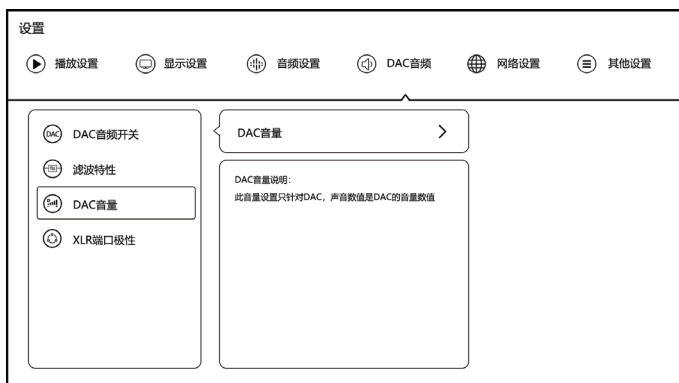 设置
播放设置 显示设置 音频设置 DAC音频 网络设置 其他设置
DAC DAC音频开关
滤波特性
DAC音量
XLR端口极性
DAC音量
DAC音量说明:
此音量设置只针对DAC，声音数值是DAC的音量数值